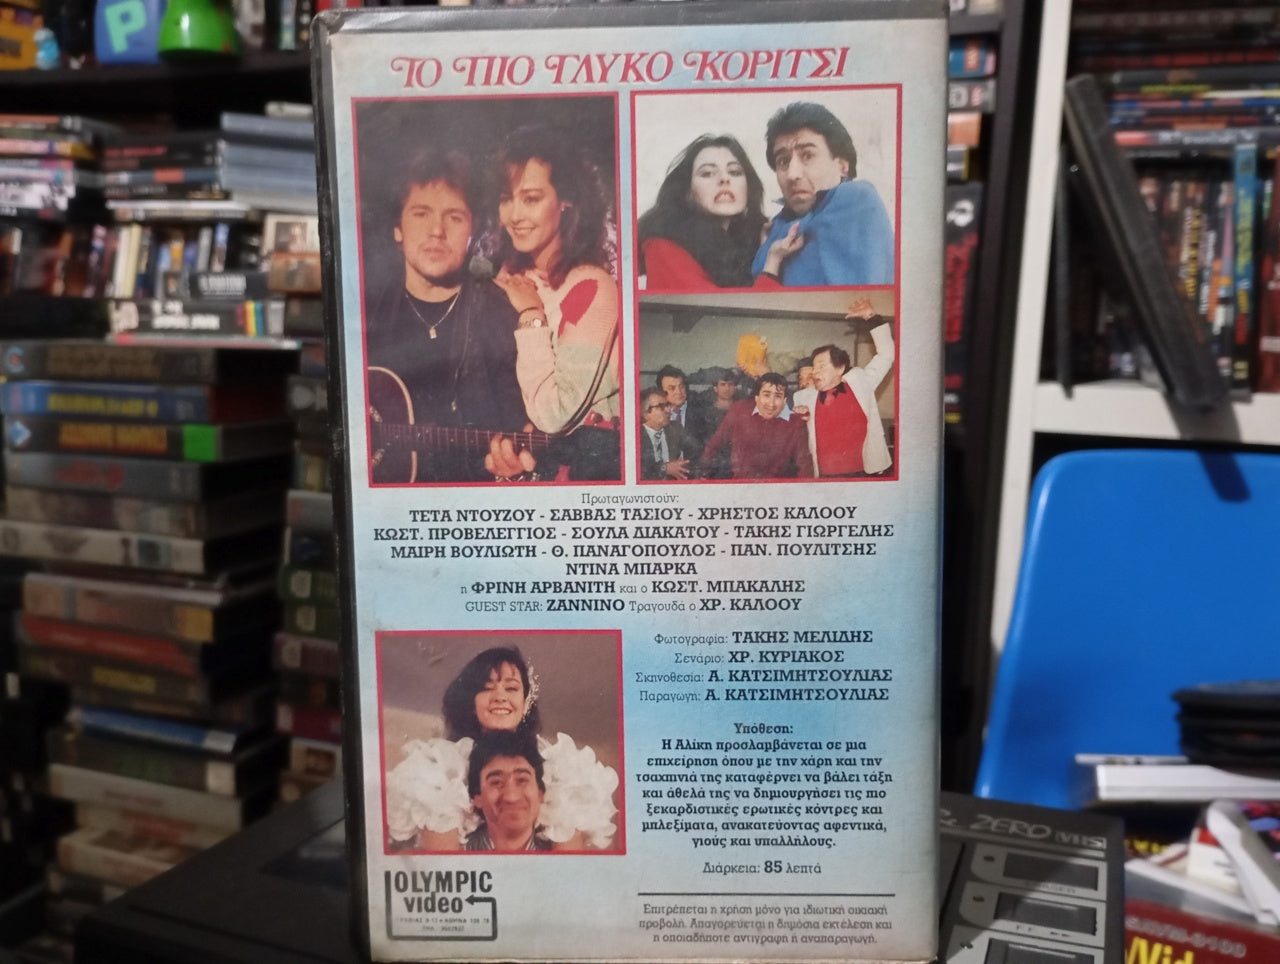 ΤΟ ΠΙΟ ΓΛΥΚΟ ΚΟΡΙΤΣΙ
Πρωταγωνιστούν:
ΤΕΤΑ ΝΤΟΥΖΟΥ - ΣΑΒΒΑΣ ΤΑΣΙΟΥ - ΧΡΗΣΤΟΣ ΚΑΛΟΟΥ
ΚΩΣΤ. ΠΡΟΒΕΛΕΓΓΙΟΣ - ΣΟΥΛΑ ΔΙΑΚΑΤΟΥ - ΤΑΚΗΣ ΓΙΩΡΓΕΛΗΣ
ΜΑΙΡΗ ΒΟΥΛΙΩΤΗ - Θ. ΠΑΝΑΓΟΠΟΥΛΟΣ - ΠΑΝ. ΠΟΥΛΙΤΣΗΣ
ΝΤΙΝΑ ΜΠΑΡΚΑ
η ΦΡΙΝΗ ΑΡΒΑΝΙΤΗ και ο ΚΩΣΤ. ΜΠΑΚΑΛΗΣ
GUEST STAR: ΖΑΝΝΙΝΟ Τραγουδά ο ΧΡ. ΚΑΛΟΟΥ
Φωτογραφία: ΤΑΚΗΣ ΜΕΛΙΔΗΣ
Σενάριο: ΧΡ. ΚΥΡΙΑΚΟΣ
Σκηνοθεσία: Α. ΚΑΤΣΙΜΗΤΣΟΥΛΙΑΣ
Παραγωγή: Α. ΚΑΤΣΙΜΗΤΣΟΥΛΙΑΣ
Υπόθεση:
Η Αλίκη προσλαμβάνεται σε μια
επιχείρηση όπου με την χάρη και την
τσαχπινιά της καταφέρνει να βάλει τάξη
και άθελά της να δημιουργήσει τις πιο
ξεκαρδιστικές ερωτικές κόντρες και
μπλεξίματα, ανακατεύοντας αφεντικά,
γιούς και υπαλλήλους.
Διάρκεια: 85 λεπτά
OLYMPIC
video
Επιτρέπεται η χρήση μόνο για ιδιωτική οικιακή
προβολή. Απαγορεύεται η δημόσια εκτέλεση και
η οποιαδήποτε αντιγραφή ή αναπαραγωγή.
ZERO VHS